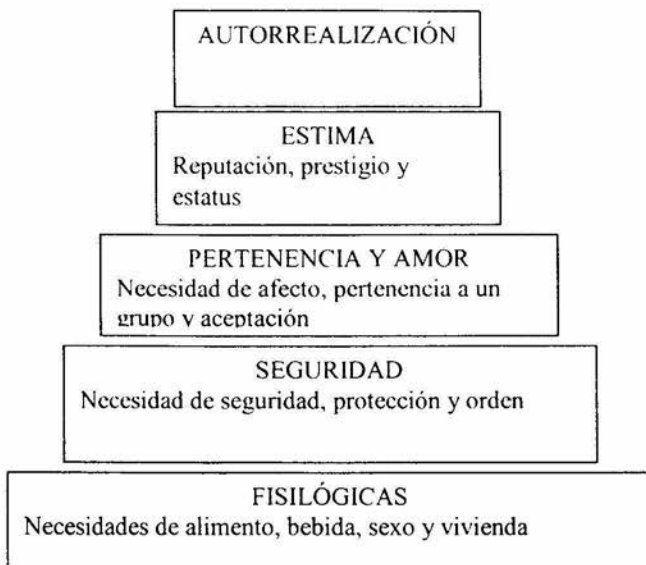 AUTORREALIZACIÓN
ESTIMA
Reputación, prestigio y
estatus
PERTENENCIA Y AMOR
Necesidad de afecto, pertenencia a un
grupo y aceptación
SEGURIDAD
Necesidad de seguridad, protección y orden
FISILÓGICAS
Necesidades de alimento, bebida, sexo y vivienda